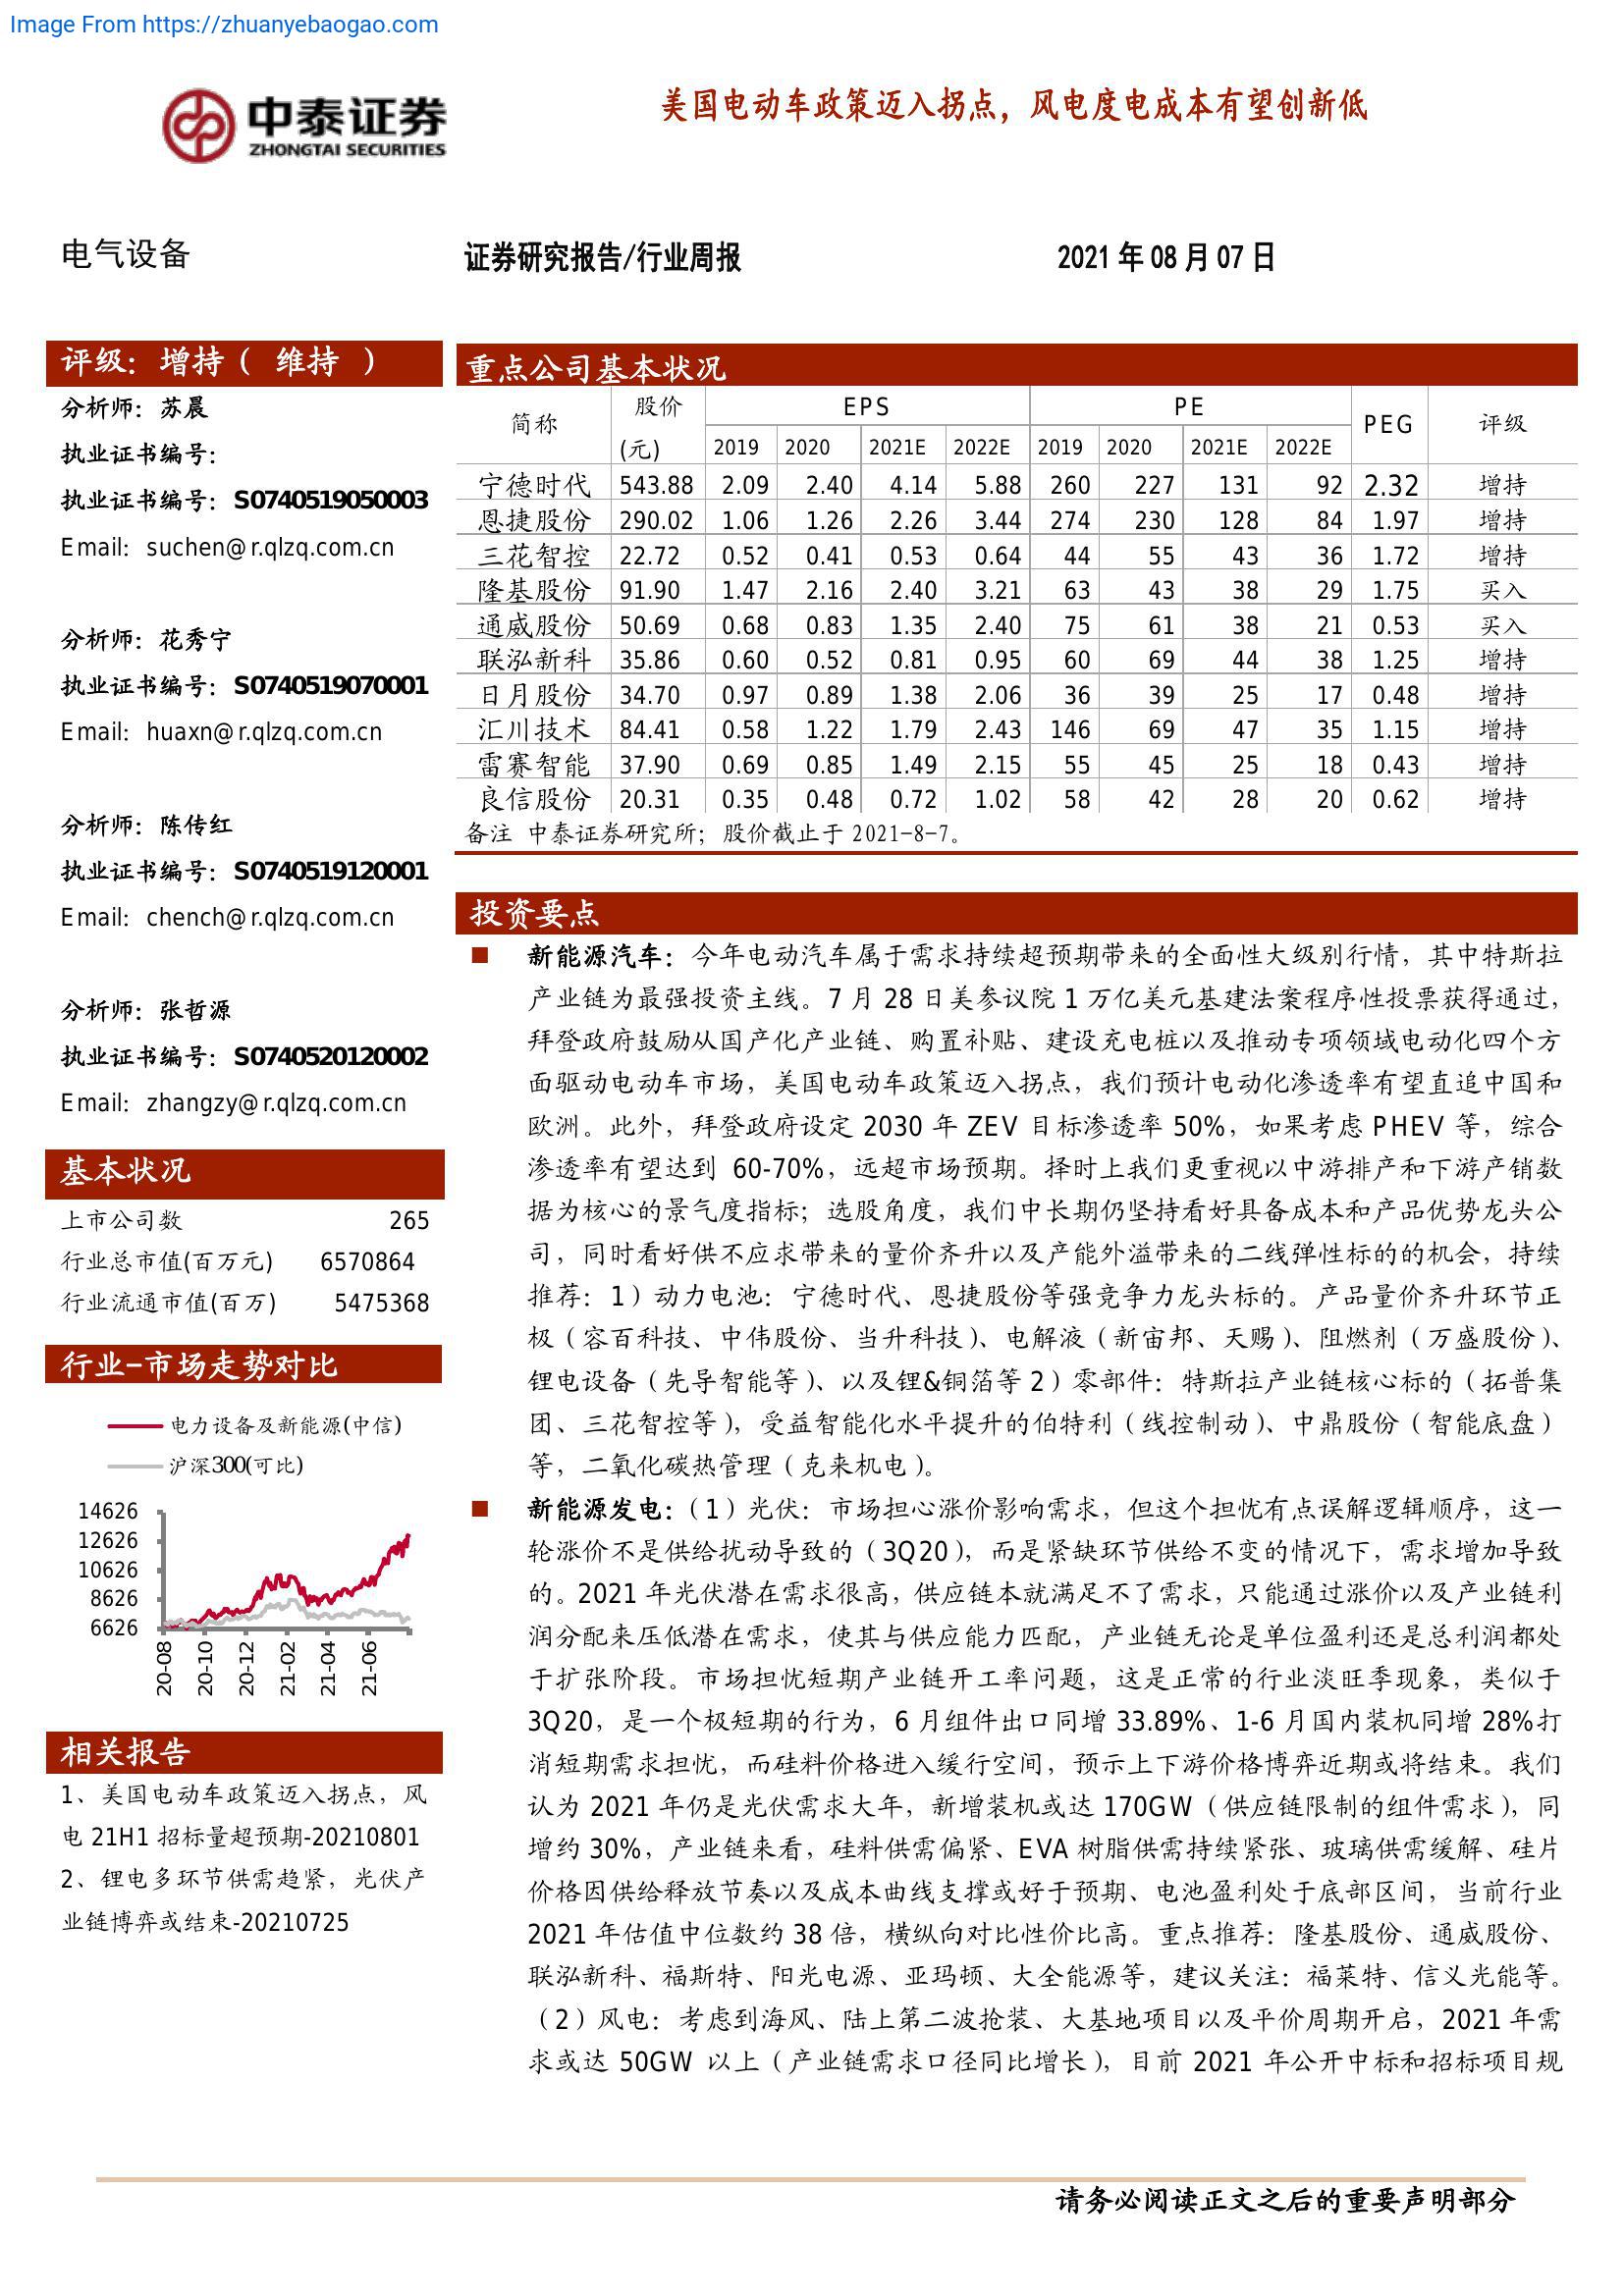 Image From https://zhuanyebaogao.com
中泰证券
ZHONGTAI SECURITIES
美国电动车政策迈入拐点，风电度电成本有望创新低
电气设备
证券研究报告/行业周报
2021 年 08 月 07 日
评级：增持（ 维持 ）
分析师：苏晨
执业证书编号：
执业证书编号：S0740519050003
Email：suchen@r.qlzq.com.cn
分析师：花秀宁
执业证书编号：S0740519070001
Email：huaxn@r.qlzq.com.cn
分析师：陈传红
执业证书编号：S0740519120001
Email：chench@r.qlzq.com.cn
分析师：张哲源
执业证书编号：S0740520120002
Email：zhangzy@r.qlzq.com.cn
基本状况
上市公司数 265
行业总市值(百万元) 6570864
行业流通市值(百万) 5475368
行业-市场走势对比
电力设备及新能源(中信)
沪深300(可比)
14626
12626
10626
8626
6626
20-08 20-10 20-12 21-02 21-04 21-06
相关报告
1、美国电动车政策迈入拐点，风
电 21H1 招标量超预期-20210801
2、锂电多环节供需趋紧，光伏产
业链博弈或结束-20210725
重点公司基本状况
简称 股价(元) EPS PE PEG 评级
2019 2020 2021E 2022E 2019 2020 2021E 2022E
宁德时代 543.88 2.09 2.40 4.14 5.88 260 227 131 92 2.32 增持
恩捷股份 290.02 1.06 1.26 2.26 3.44 274 230 128 84 1.97 增持
三花智控 22.72 0.52 0.41 0.53 0.64 44 55 43 36 1.72 增持
隆基股份 91.90 1.47 2.16 2.40 3.21 63 43 38 29 1.75 买入
通威股份 50.69 0.68 0.83 1.35 2.40 75 61 38 21 0.53 买入
联泓新科 35.86 0.60 0.52 0.81 0.95 60 69 44 38 1.25 增持
日月股份 34.70 0.97 0.89 1.38 2.06 36 39 25 17 0.48 增持
汇川技术 84.41 0.58 1.22 1.79 2.43 146 69 47 35 1.15 增持
雷赛智能 37.90 0.69 0.85 1.49 2.15 55 45 25 18 0.43 增持
良信股份 20.31 0.35 0.48 0.72 1.02 58 42 28 20 0.62 增持
备注 中泰证券研究所；股价截止于 2021-8-7。
投资要点
新能源汽车：今年电动汽车属于需求持续超预期带来的全面性大级别行情，其中特斯拉
产业链为最强投资主线。7 月 28 日美参议院 1 万亿美元基建法案程序性投票获得通过，
拜登政府鼓励从国产化产业链、购置补贴、建设充电桩以及推动专项领域电动化四个方
面驱动电动车市场，美国电动车政策迈入拐点，我们预计电动化渗透率有望直追中国和
欧洲。此外，拜登政府设定 2030 年 ZEV 目标渗透率 50%，如果考虑 PHEV 等，综合
渗透率有望达到 60-70%，远超市场预期。择时上我们更重视以中游排产和下游产销数
据为核心的景气度指标；选股角度，我们中长期仍坚持看好具备成本和产品优势龙头公
司，同时看好供不应求带来的量价齐升以及产能外溢带来的二线弹性标的的机会，持续
推荐：1）动力电池：宁德时代、恩捷股份等强竞争力龙头标的。产品量价齐升环节正
极（容百科技、中伟股份、当升科技）、电解液（新宙邦、天赐）、阻燃剂（万盛股份）、
锂电设备（先导智能等）、以及锂&铜箔等 2）零部件：特斯拉产业链核心标的（拓普集
团、三花智控等），受益智能化水平提升的伯特利（线控制动）、中鼎股份（智能底盘）
等，二氧化碳热管理（克来机电）。
新能源发电：（1）光伏：市场担心涨价影响需求，但这个担忧有点误解逻辑顺序，这一
轮涨价不是供给扰动导致的（3Q20），而是紧缺环节供给不变的情况下，需求增加导致
的。2021 年光伏潜在需求很高，供应链本就满足不了需求，只能通过涨价以及产业链利
润分配来压低潜在需求，使其与供应能力匹配，产业链无论是单位盈利还是总利润都处
于扩张阶段。市场担忧短期产业链开工率问题，这是正常的行业淡旺季现象，类似于
3Q20，是一个极短期的行为，6 月组件出口同增 33.89%、1-6 月国内装机同增 28%打
消短期需求担忧，而硅料价格进入缓行空间，预示上下游价格博弈近期或将结束。我们
认为 2021 年仍是光伏需求大年，新增装机或达 170GW（供应链限制的组件需求），同
增约 30%，产业链来看，硅料供需偏紧、EVA 树脂供需持续紧张、玻璃供需缓解、硅片
价格因供给释放节奏以及成本曲线支撑或好于预期、电池盈利处于底部区间，当前行业
2021 年估值中位数约 38 倍，横纵向对比性价比高。重点推荐：隆基股份、通威股份、
联泓新科、福斯特、阳光电源、亚玛顿、大全能源等，建议关注：福莱特、信义光能等。
（2）风电：考虑到海风、陆上第二波抢装、大基地项目以及平价周期开启，2021 年需
求或达 50GW 以上（产业链需求口径同比增长），目前 2021 年公开中标和招标项目规
请务必阅读正文之后的重要声明部分